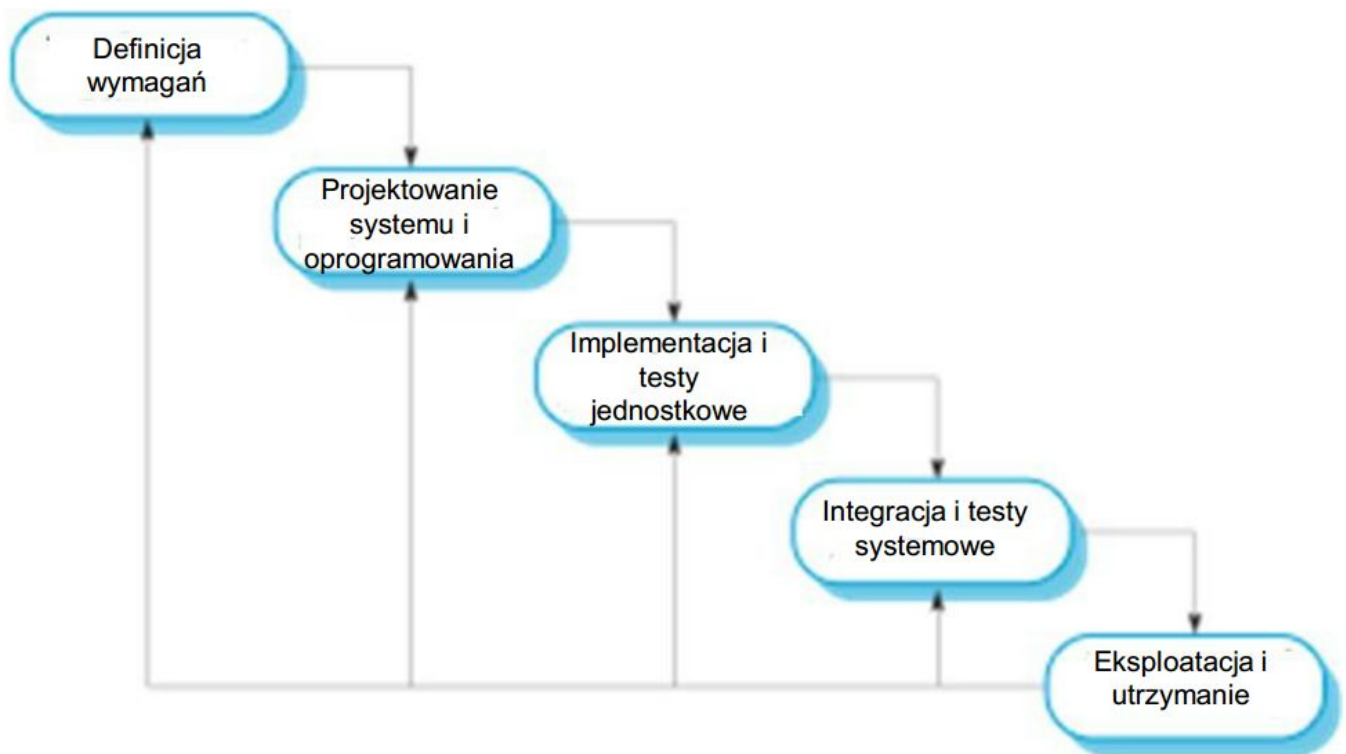 Definicja
wymagań
Projektowanie
systemu i
oprogramowania
Implementacja i
testy
jednostkowe
Integracja i testy
systemowe
Eksploatacja i
utrzymanie